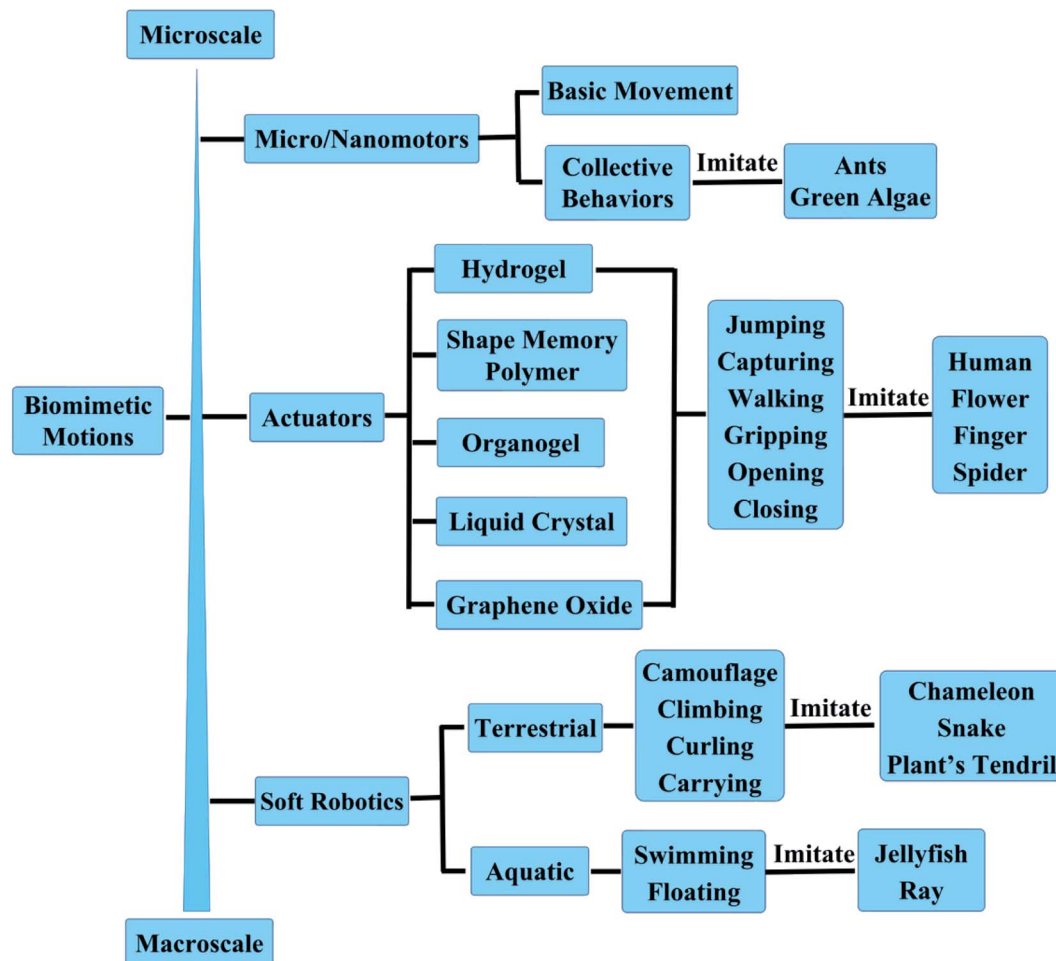 Microscale
Basic Movement
Micro/Nanomotors
Collective
Behaviors
Imitate
Ants
Green Algae
Biomimetic
Motions
Actuators
Hydrogel
Shape Memory
Polymer
Organogel
Liquid Crystal
Graphene Oxide
Jumping
Capturing
Walking
Gripping
Opening
Closing
Imitate
Human
Flower
Finger
Spider
Soft Robotics
Terrestrial
Camouflage
Climbing
Curling
Carrying
Imitate
Chameleon
Snake
Plant's Tendril
Aquatic
Swimming
Floating
Imitate
Jellyfish
Ray
Macroscale